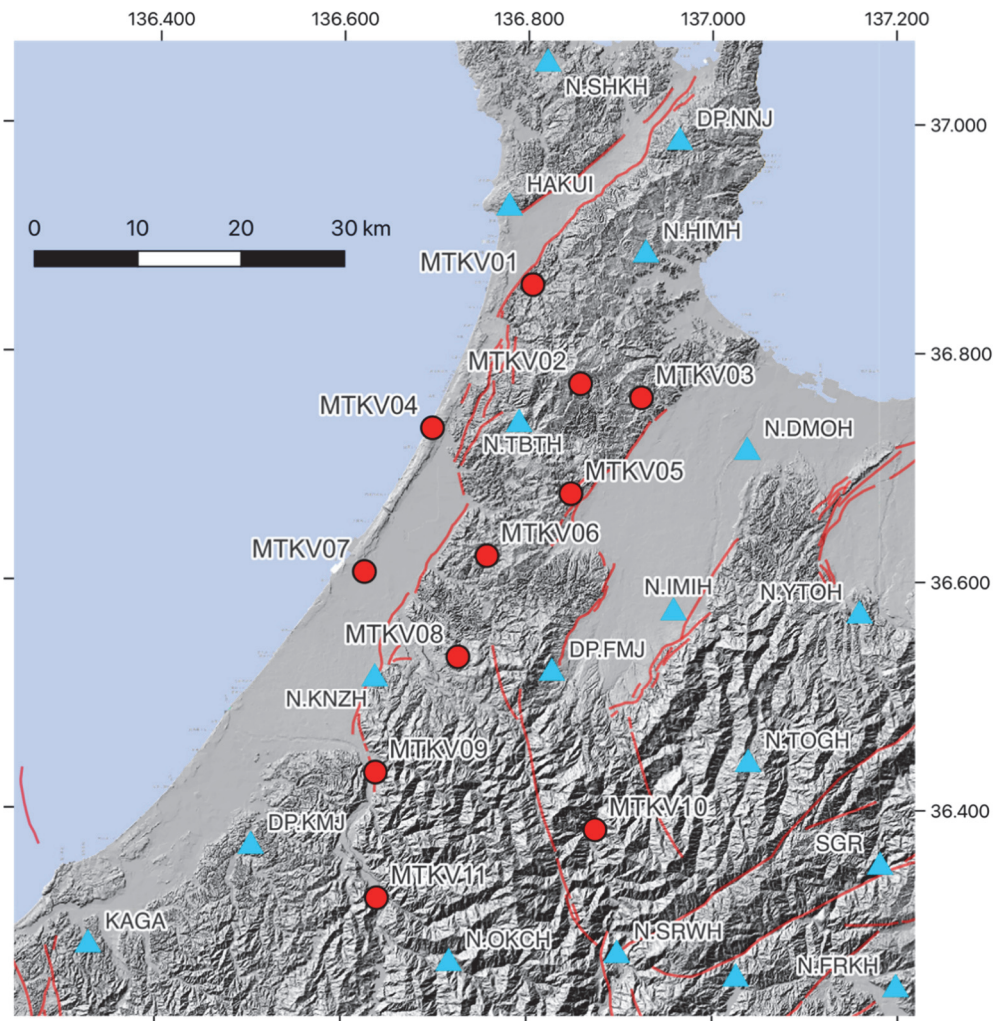 136.400 136.600 136.800 137.000 137.200
N.SHKH
DP.NNJ
37.000
HAKUI
0 10 20 30 km
N.HIMH
MTKV01
36.800
MTKV02
MTKV03
MTKV04
N.DMOH
N.TBTH
MTKV05
MTKV06
MTKV07
36.600
N.IMIH
N.YTOH
MTKV08
DP.FMJ
N.KNZH
N.TOGH
MTKV09
36.400
MTKV10
DP.KMJ
SGR
MTKV11
KAGA
N.SRWH
N.OKCH
N.FRKH